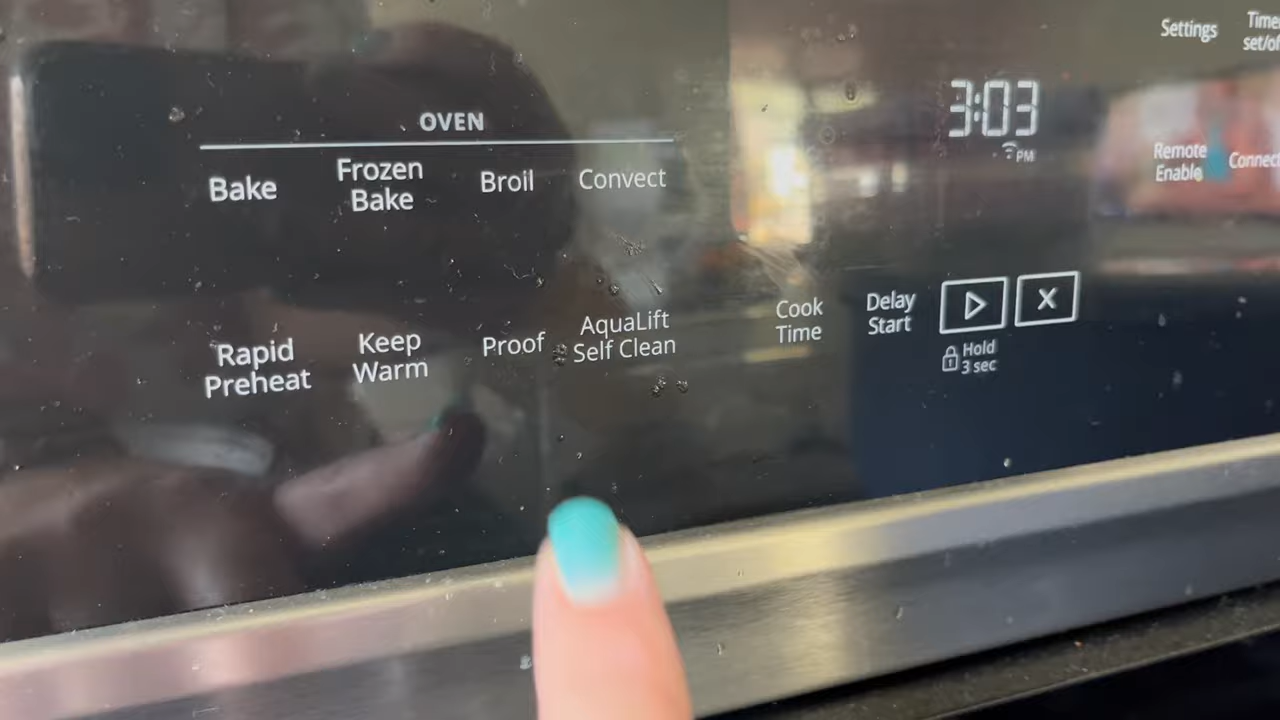 Settings
OVEN
3:03
PM
Bake
Frozen
Bake
Broil
Convect
Remote
Enable
Rapid
Preheat
Keep
Warm
Proof
AquaLift
Self Clean
Cook
Time
Delay
Start
Hold
3 sec